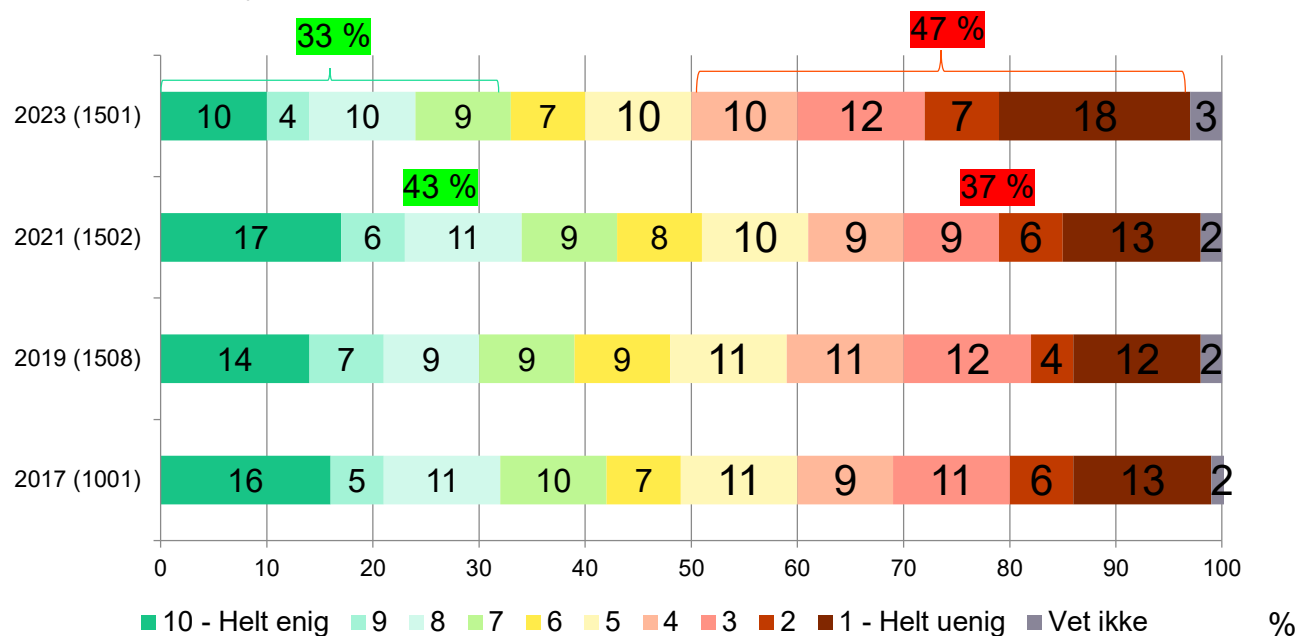 33 % 47 %
2023 (1501) 10 4 10 9 7 10 10 12 7 18 3
43 % 37 %
2021 (1502) 17 6 11 9 8 10 9 9 6 13 2
2019 (1508) 14 7 9 9 9 11 11 12 4 12 2
2017 (1001) 16 5 11 10 7 11 9 11 6 13 2
0 10 20 30 40 50 60 70 80 90 100
10 - Helt enig 9 8 7 6 5 4 3 2 1 - Helt uenig Vet ikke %